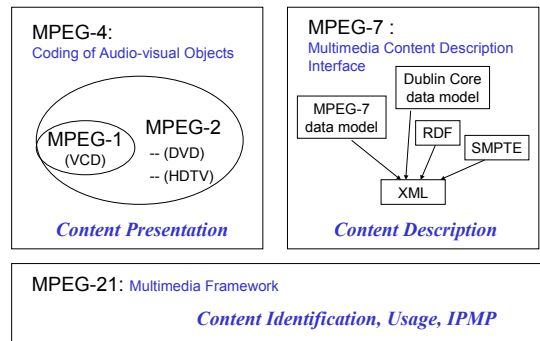 MPEG-4:
Coding of Audio-visual Objects
MPEG-1
(VCD)
MPEG-2
-- (DVD)
-- (HDTV)
Content Presentation
MPEG-7 :
Multimedia Content Description
Interface
MPEG-7
data model
Dublin Core
data model
RDF
SMPTE
XML
Content Description
MPEG-21: Multimedia Framework
Content Identification, Usage, IPMP